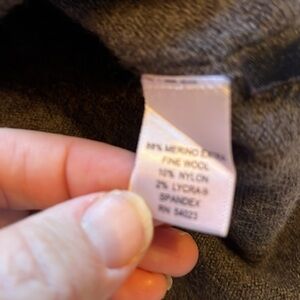 88% MERINO EXTRA
FINE WOOL
10% NYLON
2% LYCRA®
SPANDEX
RN 54023